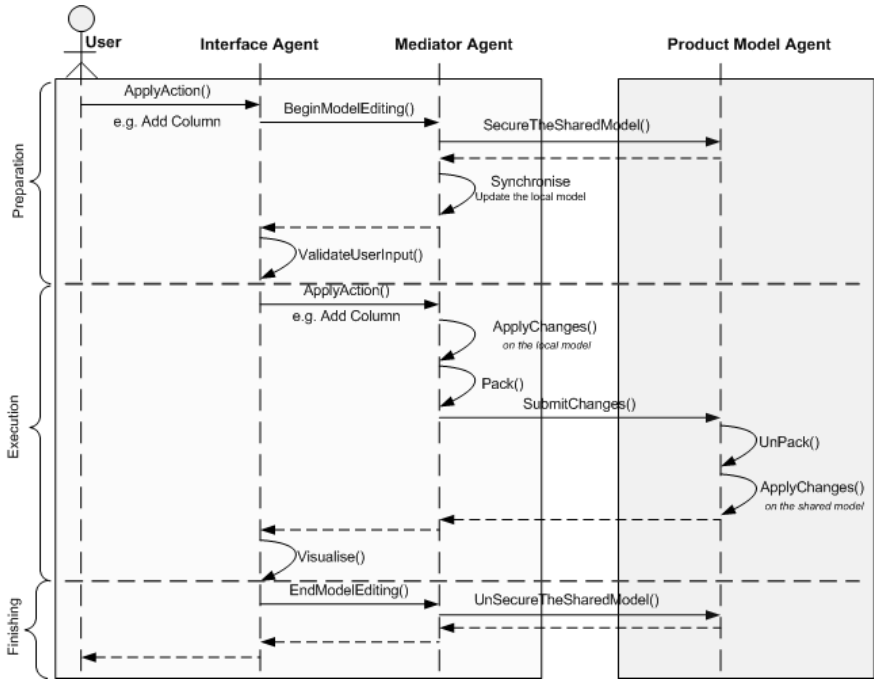 User
Interface Agent
Mediator Agent
Product Model Agent
Preparation
ApplyAction()
e.g. Add Column
BeginModelEditing()
SecureTheSharedModel()
Synchronise
Update the local model
ValidateUserInput()
Execution
ApplyAction()
e.g. Add Column
ApplyChanges()
on the local model
Pack()
SubmitChanges()
UnPack()
ApplyChanges()
on the shared model
Visualise()
Finishing
EndModelEditing()
UnSecureTheSharedModel()